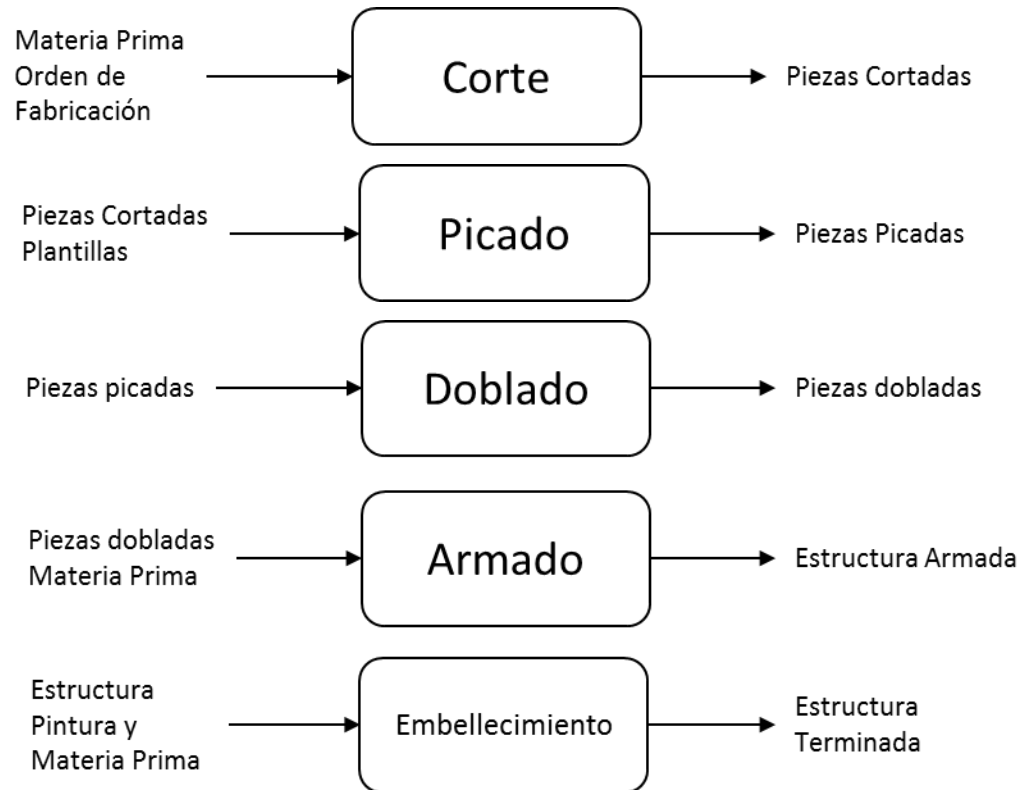 Materia Prima
Orden de
Fabricación
Corte
Piezas Cortadas
Piezas Cortadas
Plantillas
Picado
Piezas Picadas
Piezas picadas
Doblado
Piezas dobladas
Piezas dobladas
Materia Prima
Armado
Estructura Armada
Estructura
Pintura y
Materia Prima
Embellecimiento
Estructura
Terminada